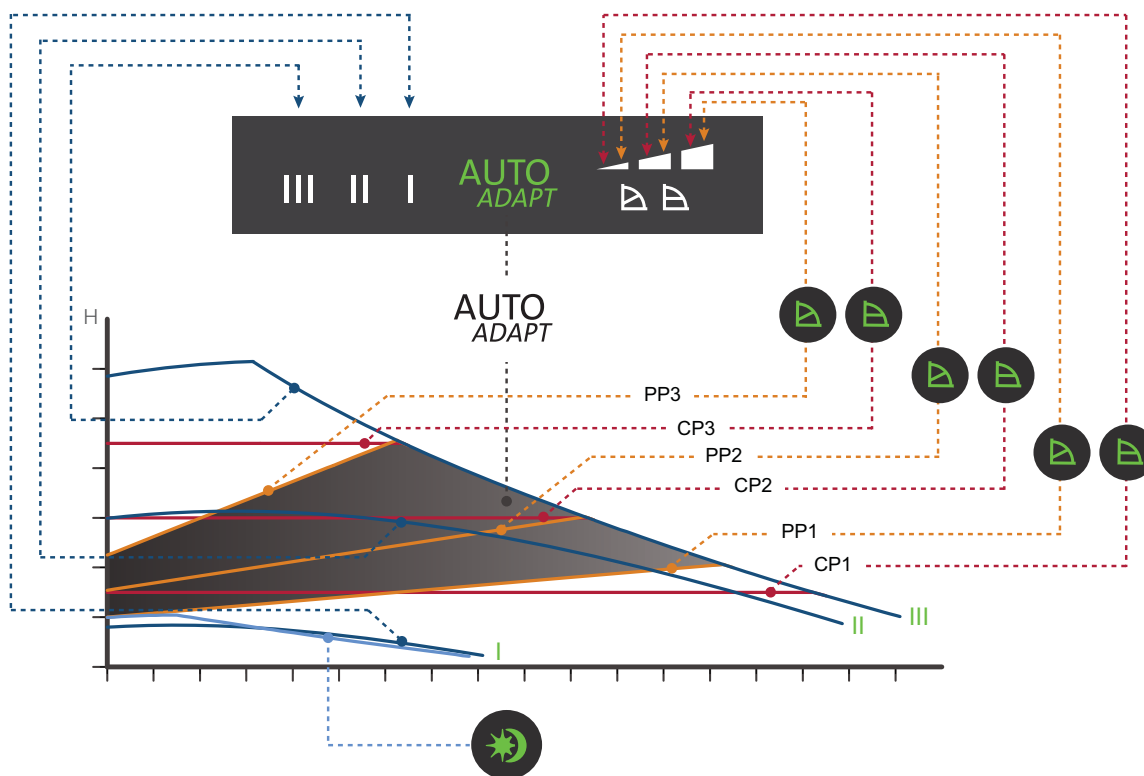 III II I AUTO
ADAPT
AUTO
ADAPT
H
PP3
CP3
PP2
CP2
PP1
CP1
III
II
I